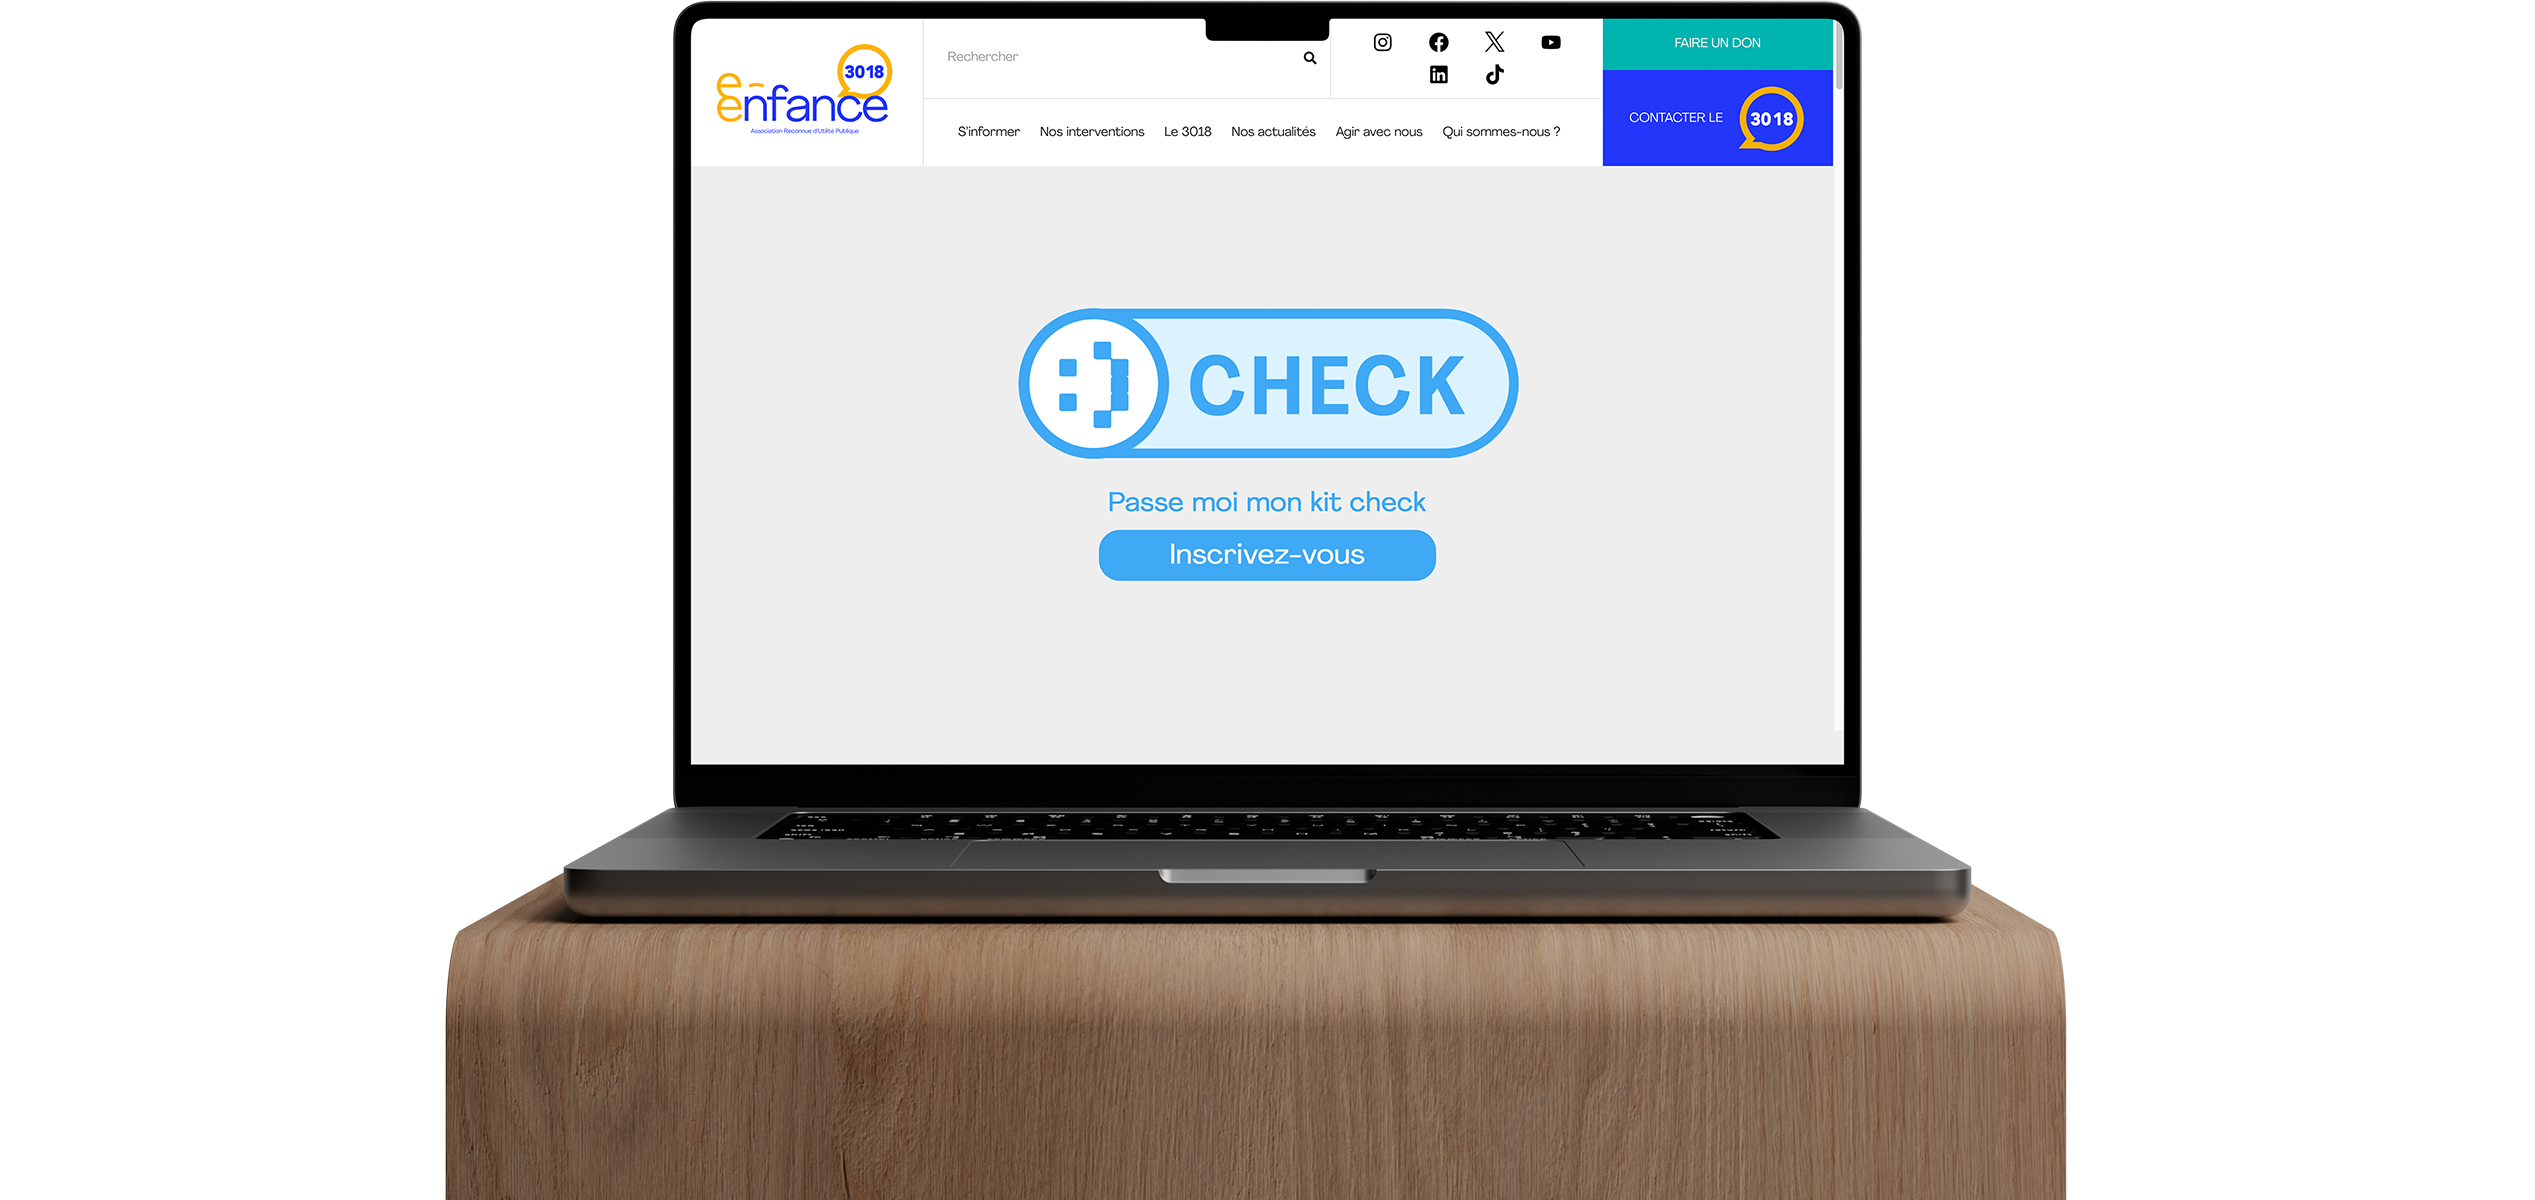 3018
e-enfance
Association Reconnue d'Utilité Publique
Rechercher
FAIRE UN DON
CONTACTER LE 3018
S'informer Nos interventions Le 3018 Nos actualités Agir avec nous Qui sommes-nous ?
:) CHECK
Passe moi mon kit check
Inscrivez-vous